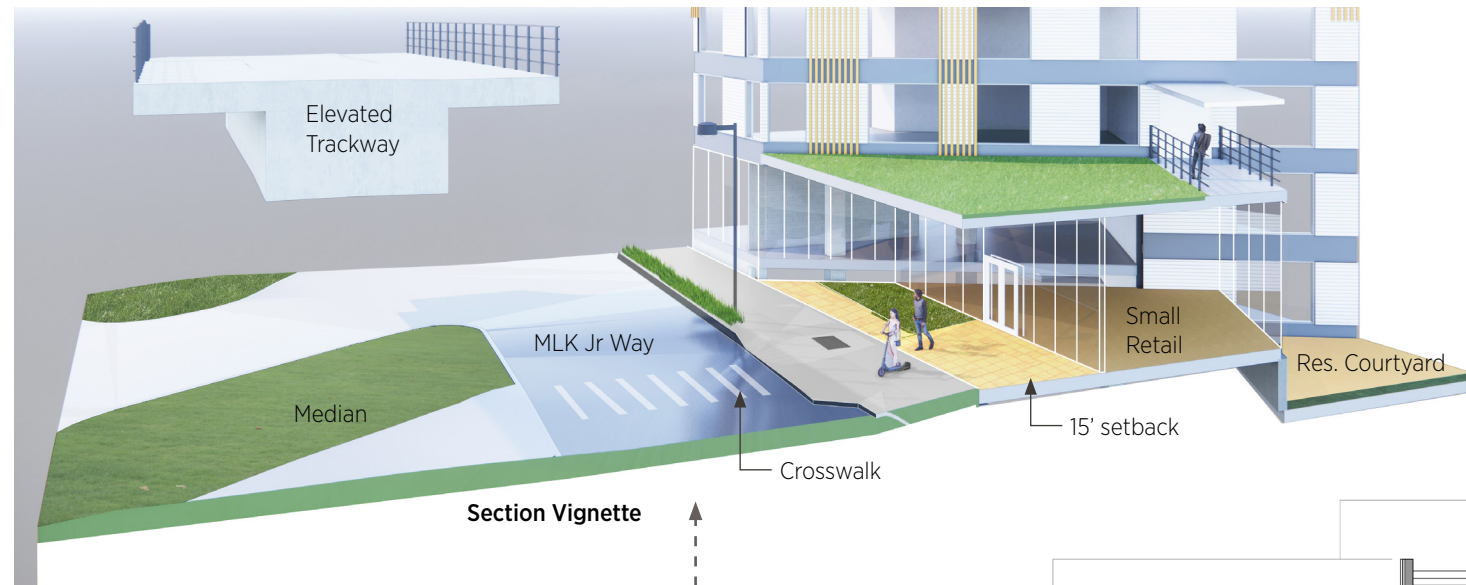 Elevated
Trackway
MLK Jr Way
Small
Retail
Res. Courtyard
Median
15’ setback
Crosswalk
Section Vignette